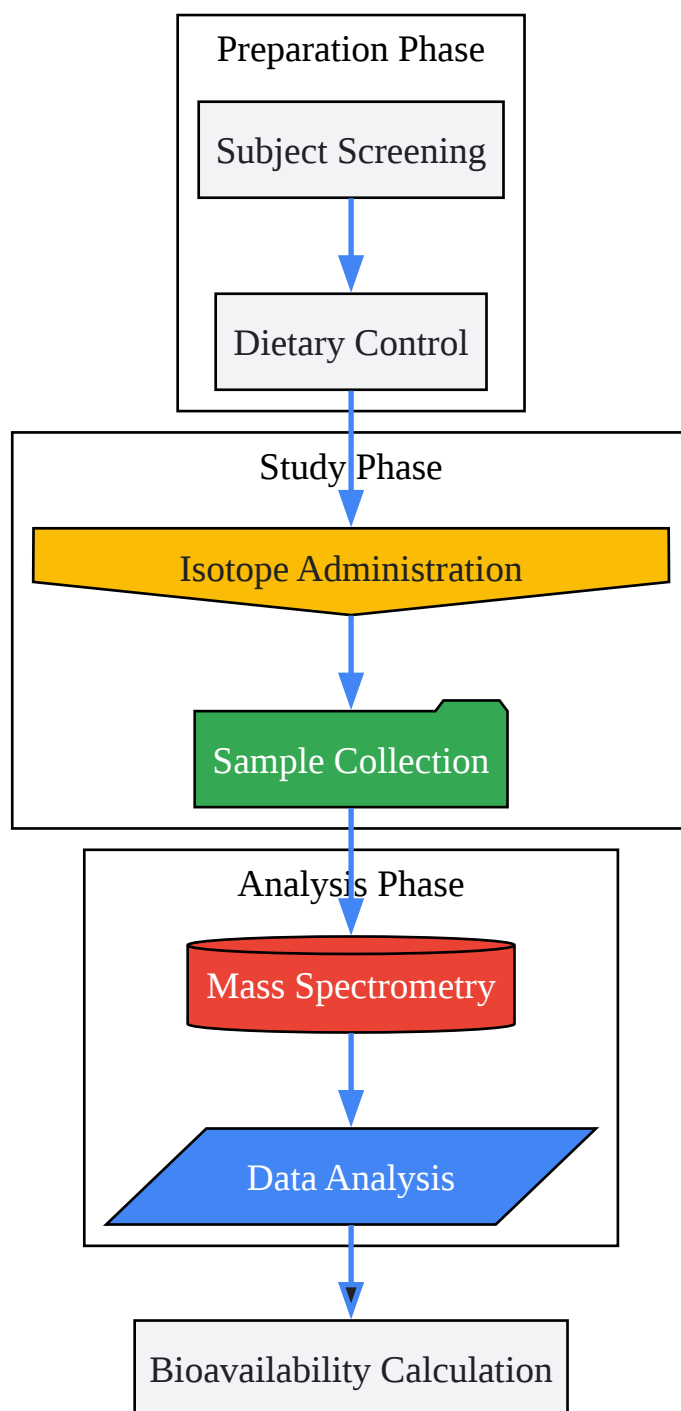 Preparation Phase
Subject Screening
Dietary Control
Study Phase
Isotope Administration
Sample Collection
Analysis Phase
Mass Spectrometry
Data Analysis
Bioavailability Calculation